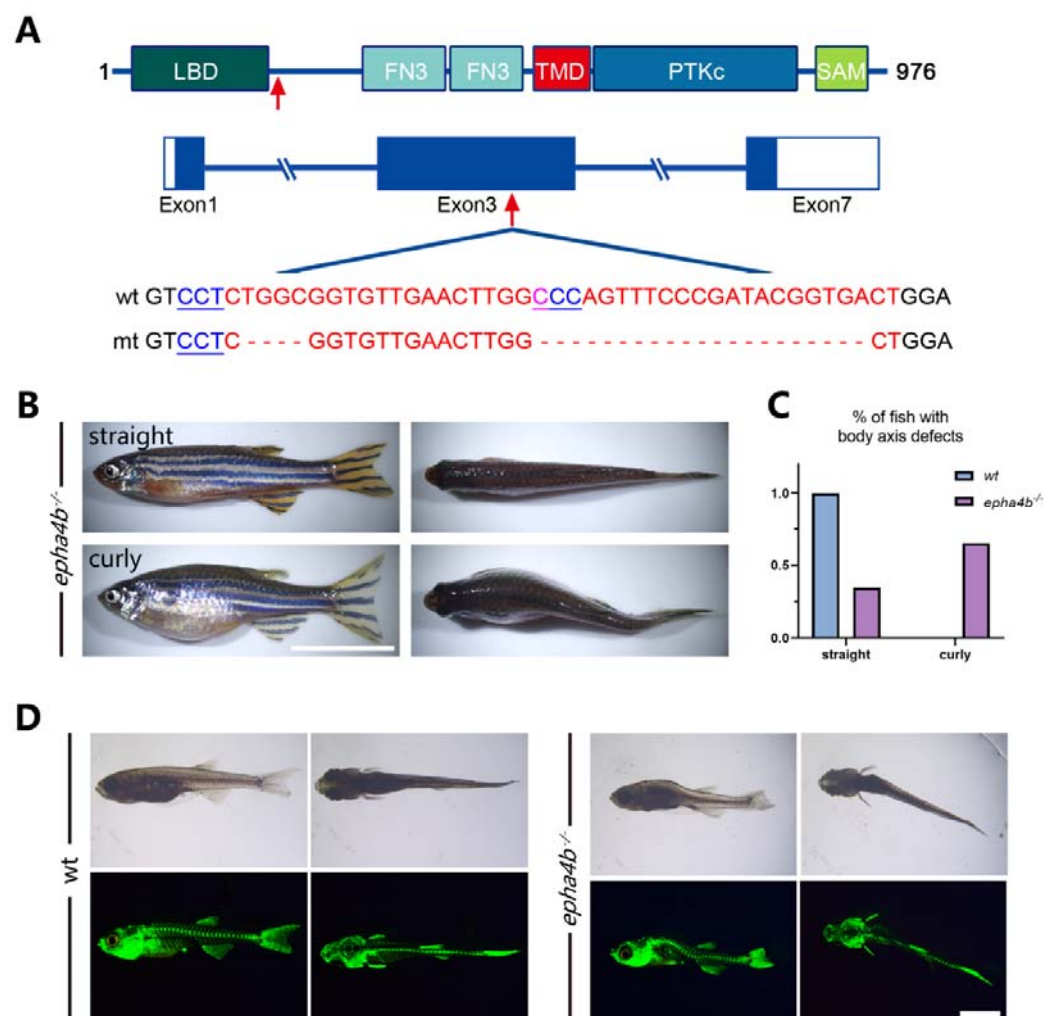 A
1 LBD FN3 FN3 TMD PTKc SAM 976
Exon1 Exon3 Exon7
wt GTCCTCTGGCGGTGTTGAACTTGGCCCAGTTTCCCGATACGGTGACTGGA
mt GTCCTC - - - - GGTGTTGAACTTGG - - - - - - - - - - - - - - - - - - - - - - CTGGA
B
epha4b-/-
straight
curly
C
% of fish with
body axis defects
wt
epha4b-/-
1.0
0.5
0.0
straight curly
D
wt
epha4b-/-